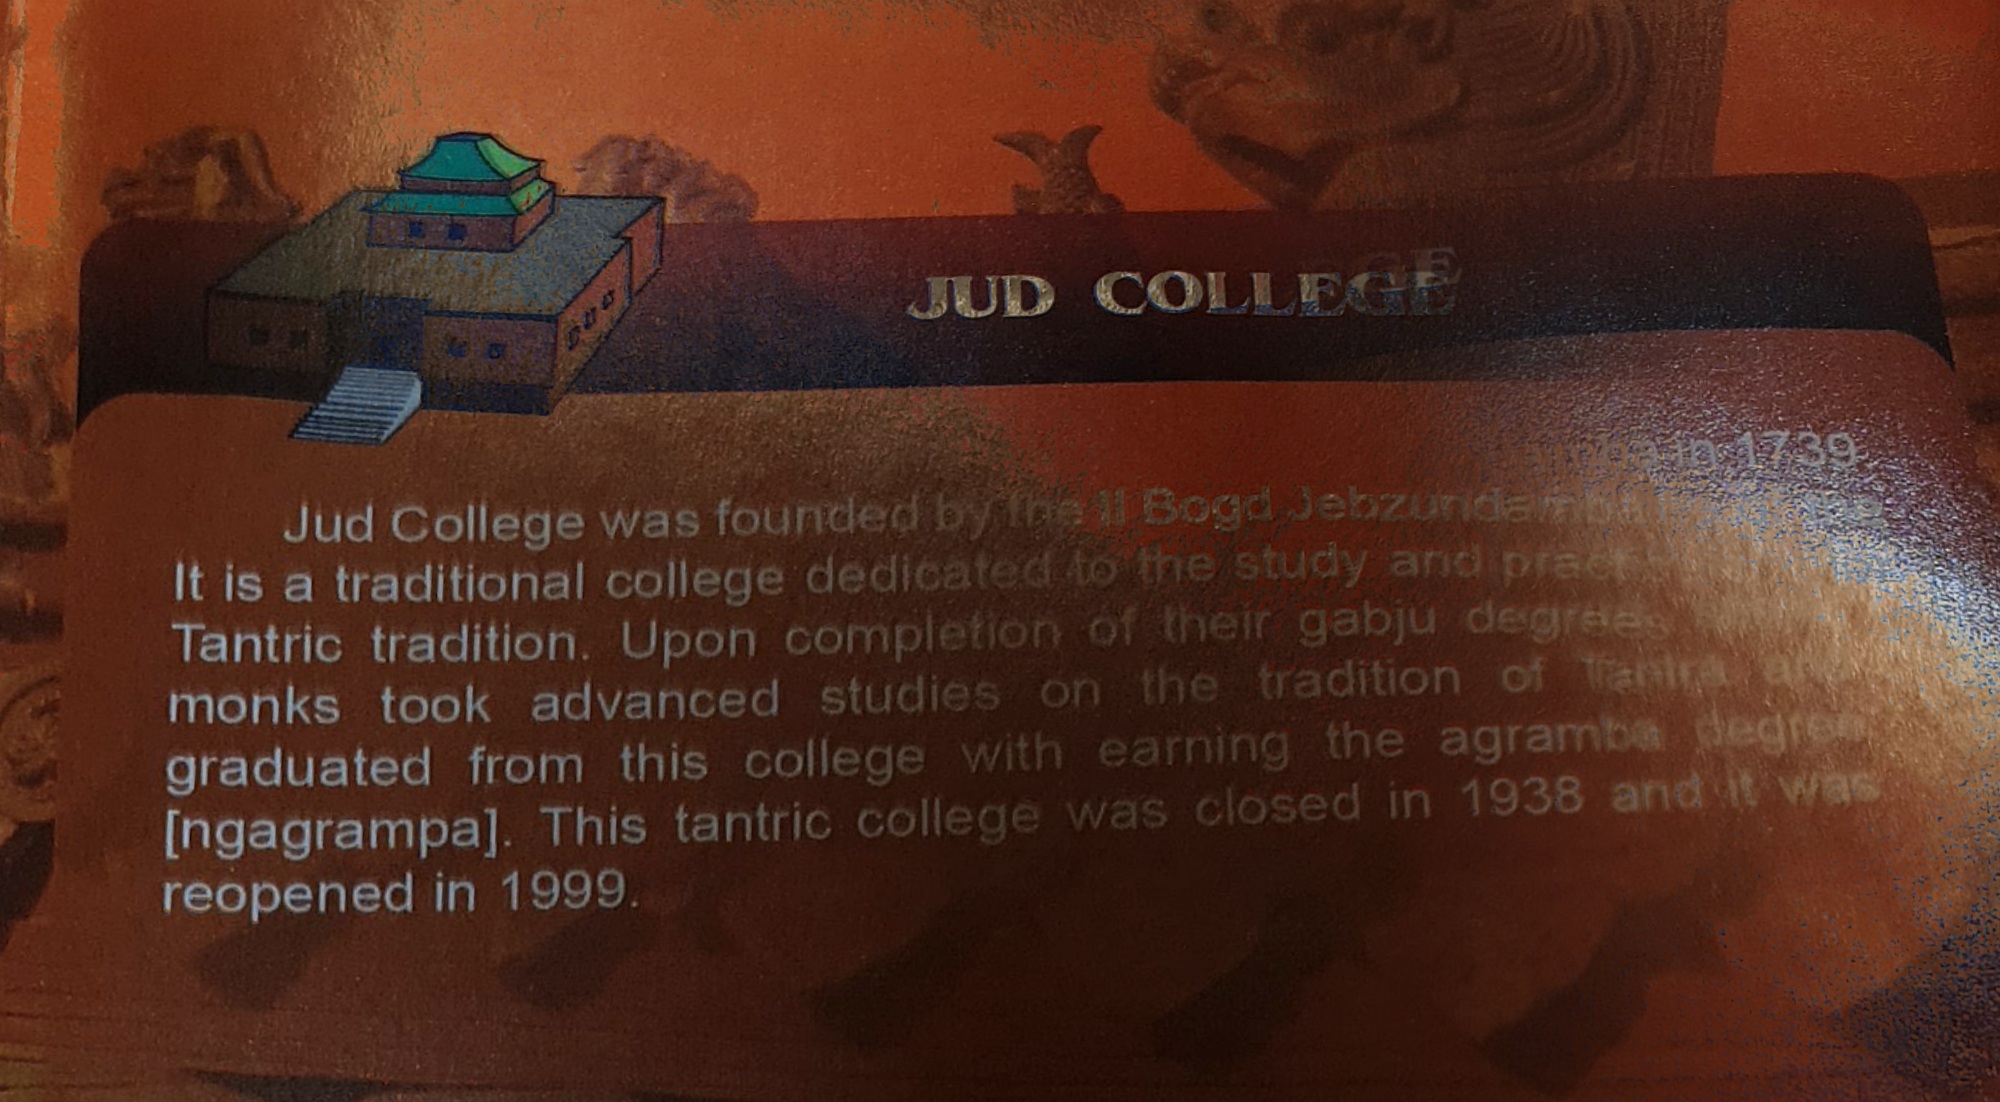 JUD COLLEGE
Jud College was founded by the II Bogd Jebzundamba in 1739.
It is a traditional college dedicated to the study and
Tantric tradition. Upon completion of their gabju degrees
monks took advanced studies on the tradition of Tantra and
graduated from this college with earning the agramba degree
[ngagrampa]. This tantric college was closed in 1938 and it was
reopened in 1999.